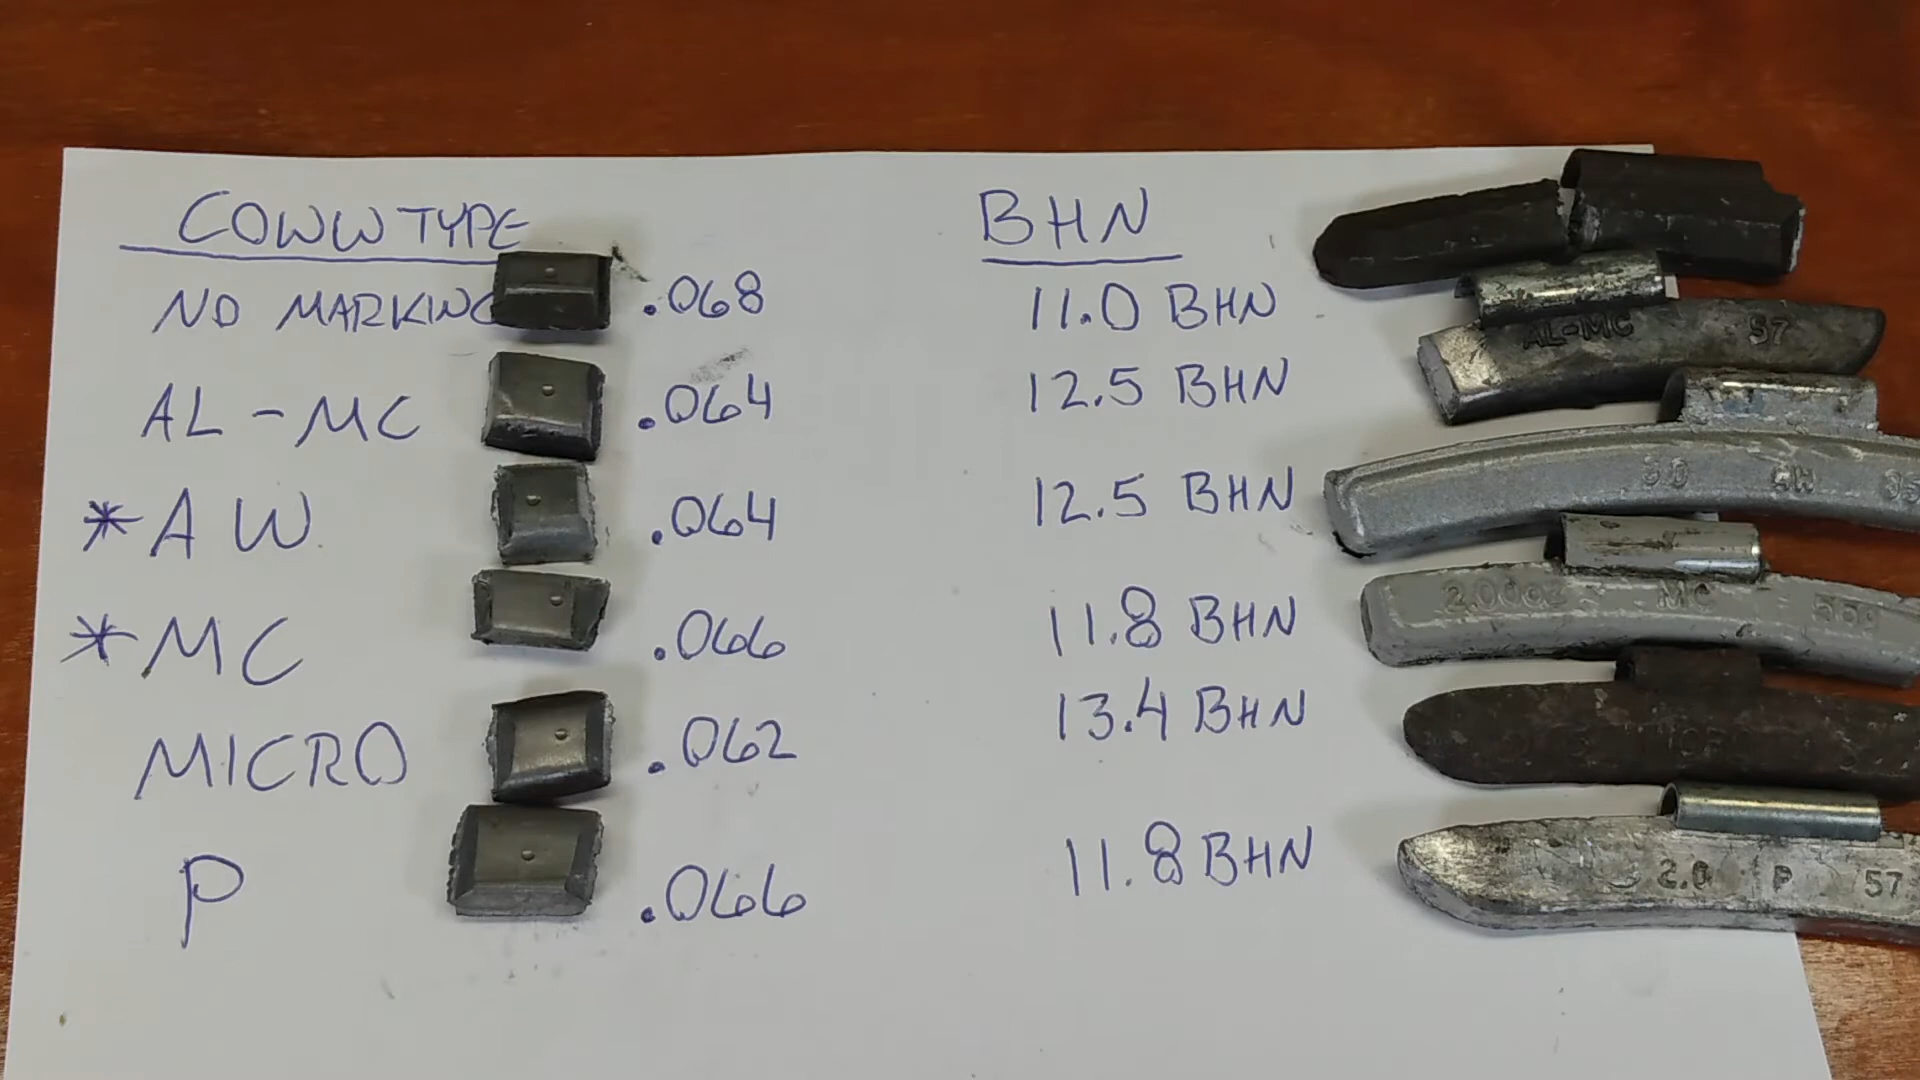 COWW TYPE BHN
NO MARKING .068 11.0 BHN
AL-MC .064 12.5 BHN
*AW .064 12.5 BHN
*MC .066 11.8 BHN
MICRO .062 13.4 BHN
P .066 11.8 BHN
AL-MC 57
2.00oz MC
2.0 P 57